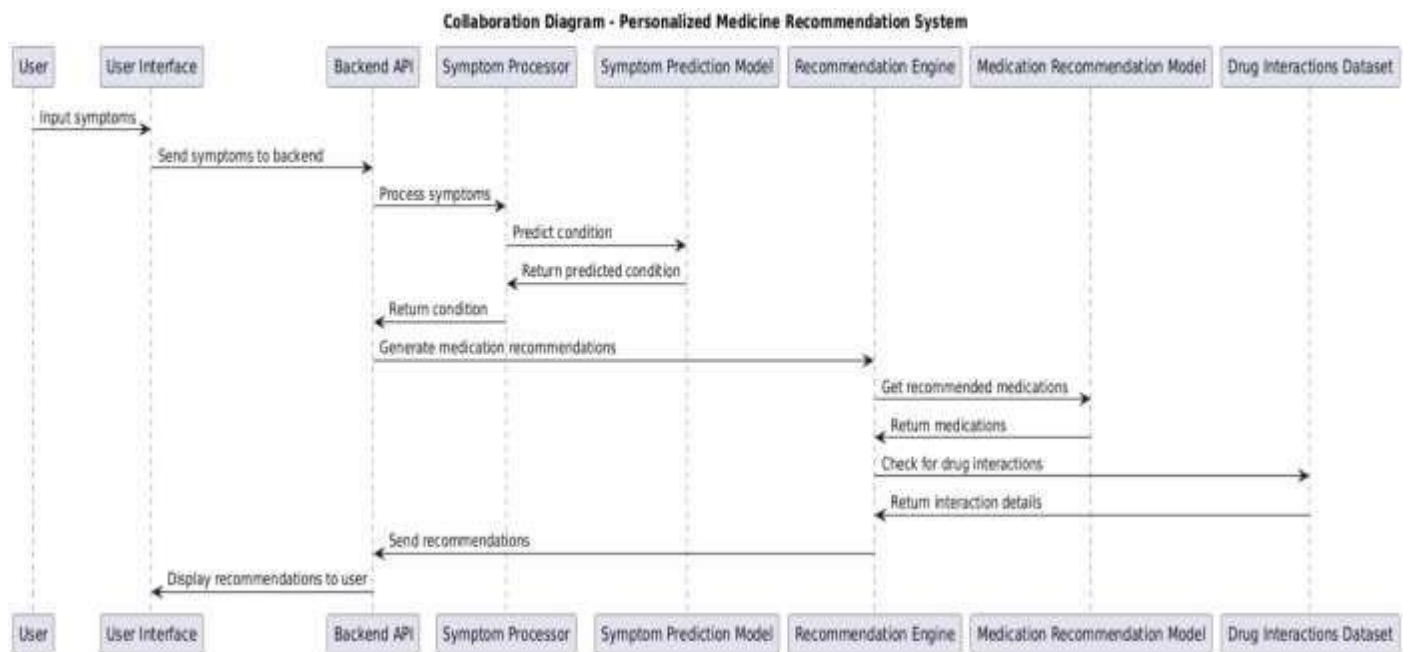 Collaboration Diagram - Personalized Medicine Recommendation System
User
User Interface
Backend API
Symptom Processor
Symptom Prediction Model
Recommendation Engine
Medication Recommendation Model
Drug Interactions Dataset
Input symptoms
Send symptoms to backend
Process symptoms
Predict condition
Return predicted condition
Return condition
Generate medication recommendations
Get recommended medications
Return medications
Check for drug interactions
Return interaction details
Send recommendations
Display recommendations to user
User
User Interface
Backend API
Symptom Processor
Symptom Prediction Model
Recommendation Engine
Medication Recommendation Model
Drug Interactions Dataset